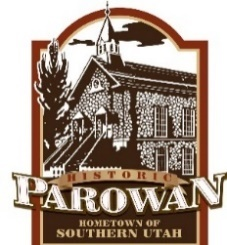 HISTORIC
PAROWAN
HOMETOWN OF
SOUTHERN UTAH